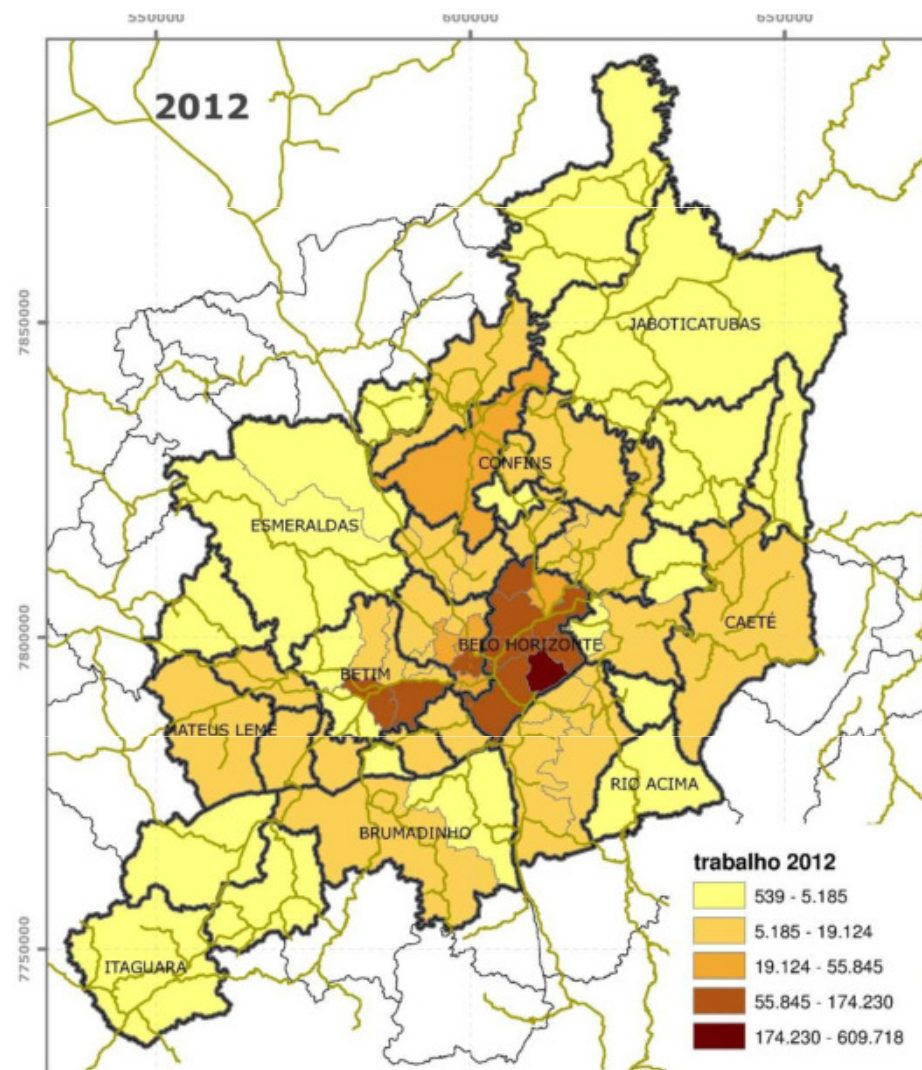 550000 600000 650000
2012
7850000
JABOTICATUBAS
CONFINS
ESMERALDAS
7800000
CAETÉ
BELO HORIZONTE
BETIM
MATEUS LEME
RIO ACIMA
BRUMADINHO
trabalho 2012
539 - 5.185
5.185 - 19.124
19.124 - 55.845
55.845 - 174.230
174.230 - 609.718
7750000
ITAGUARA